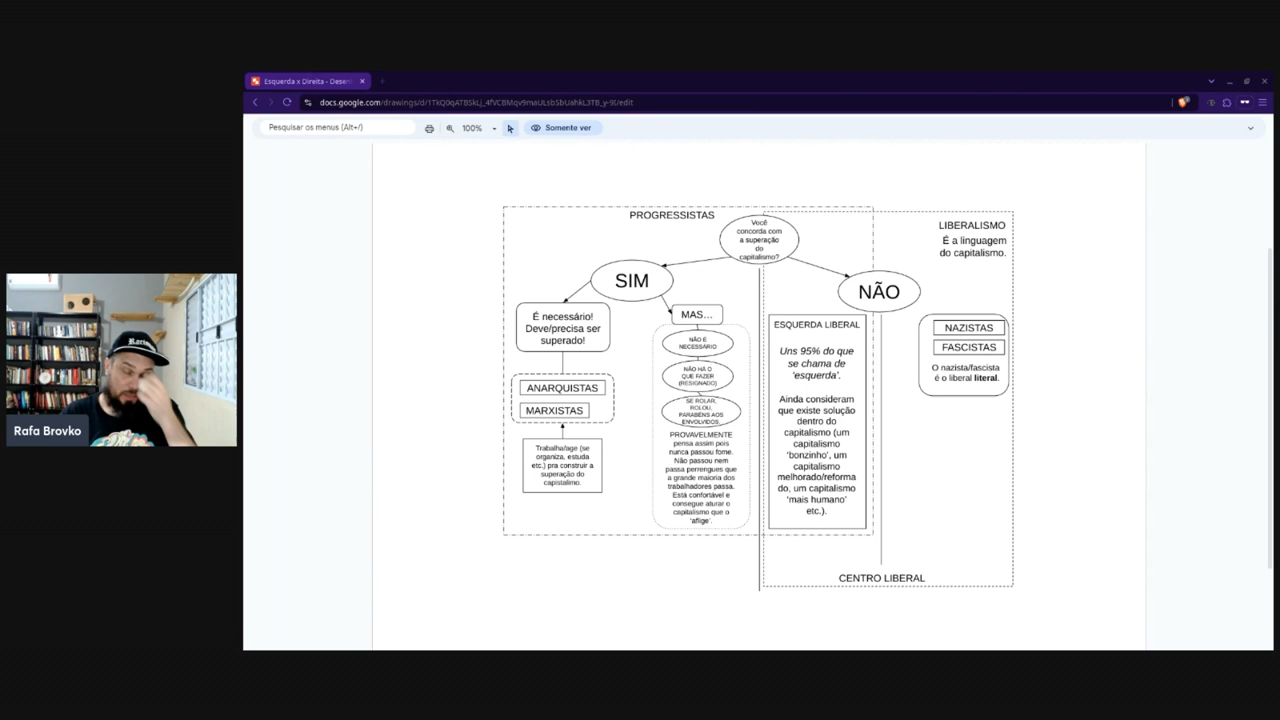 Esquerda x Direita - Desen
docs.google.com/drawings/d/
Pesquisar os menus (Alt+/)
100%
Somente ver
PROGRESSISTAS
Você
concorda com
a superação
do
capitalismo?
LIBERALISMO
É a linguagem
do capitalismo.
SIM
NÃO
É necessário!
Deve/precisa ser
superado!
MAS...
NÃO É
NECESSÁRIO
NÃO HÁ O
QUE FAZER
(RESIGNADO)
SE ROLAR,
ROLOU,
PARABÉNS AOS
ENVOLVIDOS.
PROVAVELMENTE
pensa assim pois
nunca passou fome.
Não passou nem
passa perrengues que
a grande maioria dos
trabalhadores passa.
Está confortável e
consegue aturar o
capitalismo que o
'aflige'.
ANARQUISTAS
MARXISTAS
Trabalha/age (se
organiza, estuda
etc.) pra construir a
superação do
capistalimo.
ESQUERDA LIBERAL
Uns 95% do que
se chama de
'esquerda'.
Ainda consideram
que existe solução
dentro do
capitalismo (um
capitalismo
'bonzinho', um
capitalismo
melhorado/reforma
do, um capitalismo
'mais humano'
etc.).
NAZISTAS
FASCISTAS
O nazista/fascista
é o liberal literal.
CENTRO LIBERAL
Rafa Brovko